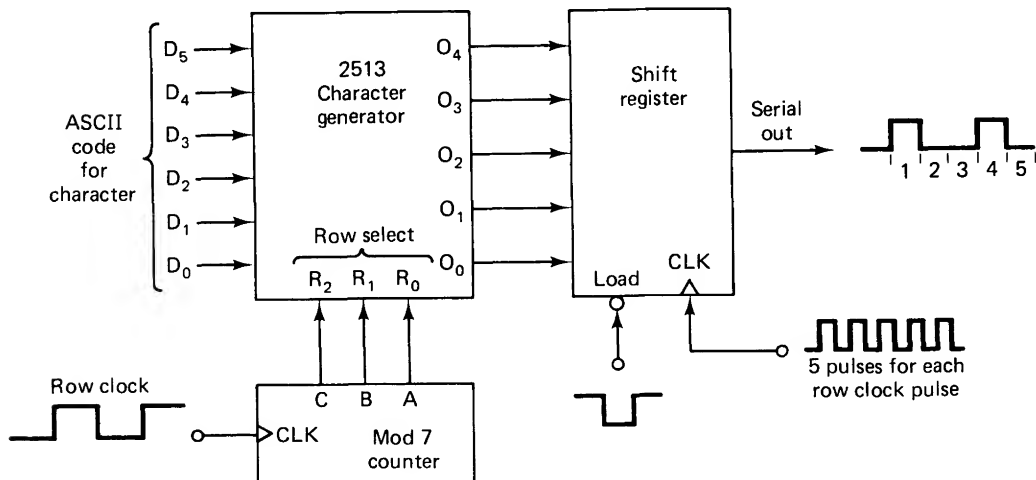 ASCII
code
for
character
D5
D4
D3
D2
D1
D0
2513
Character
generator
O4
O3
O2
O1
O0
Row select
R2 R1 R0
Shift
register
Load
CLK
Serial
out
1 2 3 4 5
5 pulses for each
row clock pulse
Row clock
C B A
CLK
Mod 7
counter